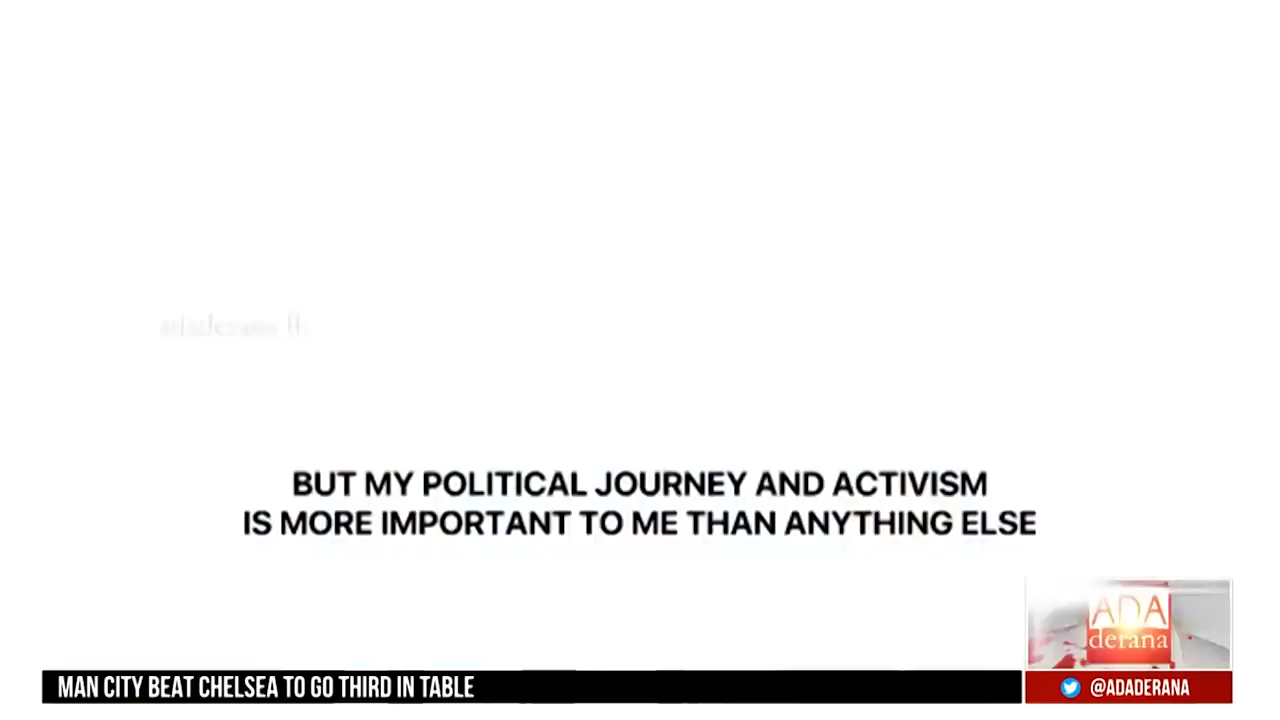 BUT MY POLITICAL JOURNEY AND ACTIVISM
IS MORE IMPORTANT TO ME THAN ANYTHING ELSE
ADA
derana
MAN CITY BEAT CHELSEA TO GO THIRD IN TABLE
@ADADERANA